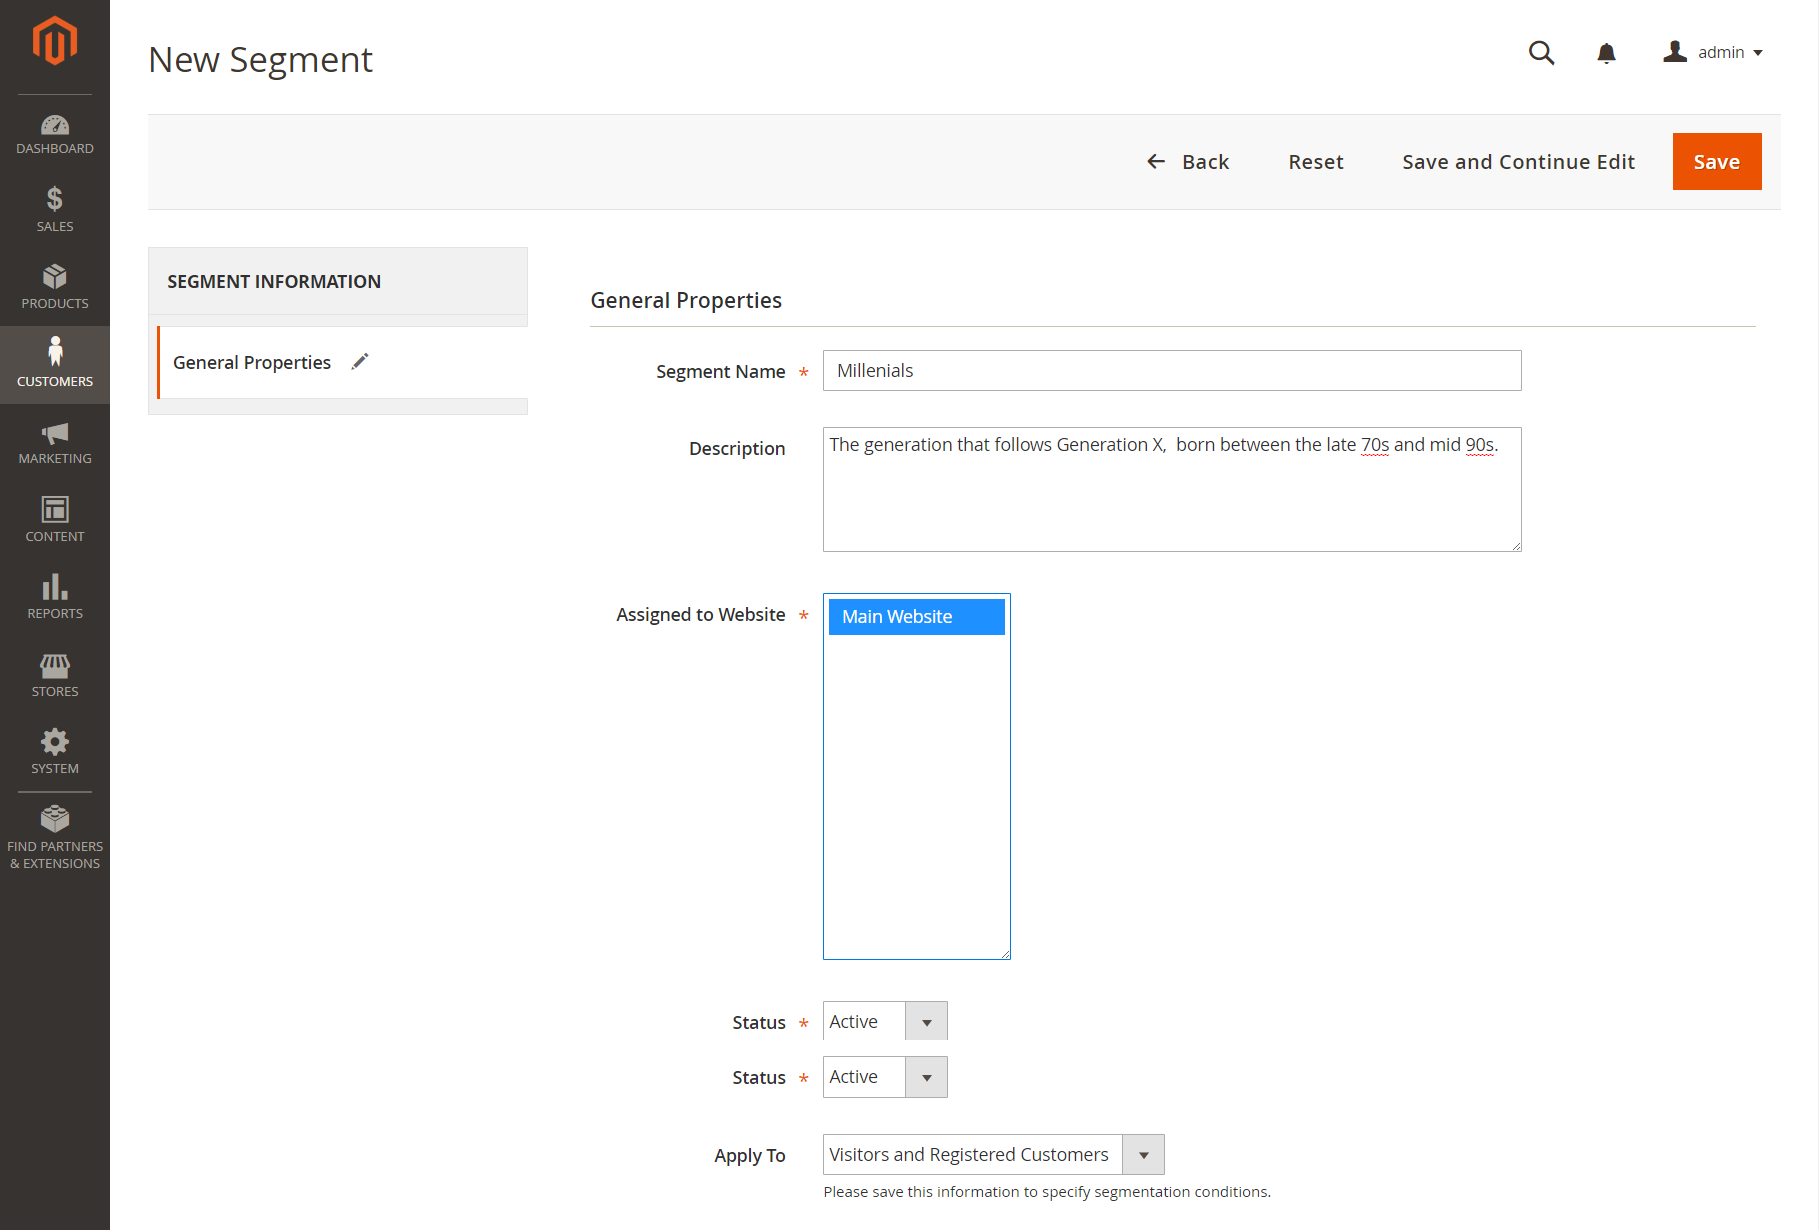 New Segment
admin
DASHBOARD
SALES
PRODUCTS
CUSTOMERS
MARKETING
CONTENT
REPORTS
STORES
SYSTEM
FIND PARTNERS
& EXTENSIONS
Back
Reset
Save and Continue Edit
Save
SEGMENT INFORMATION
General Properties
General Properties
Segment Name *
Millenials
Description
The generation that follows Generation X,  born between the late 70s and mid 90s.
Assigned to Website *
Main Website
Status * Active
Status * Active
Apply To
Visitors and Registered Customers
Please save this information to specify segmentation conditions.